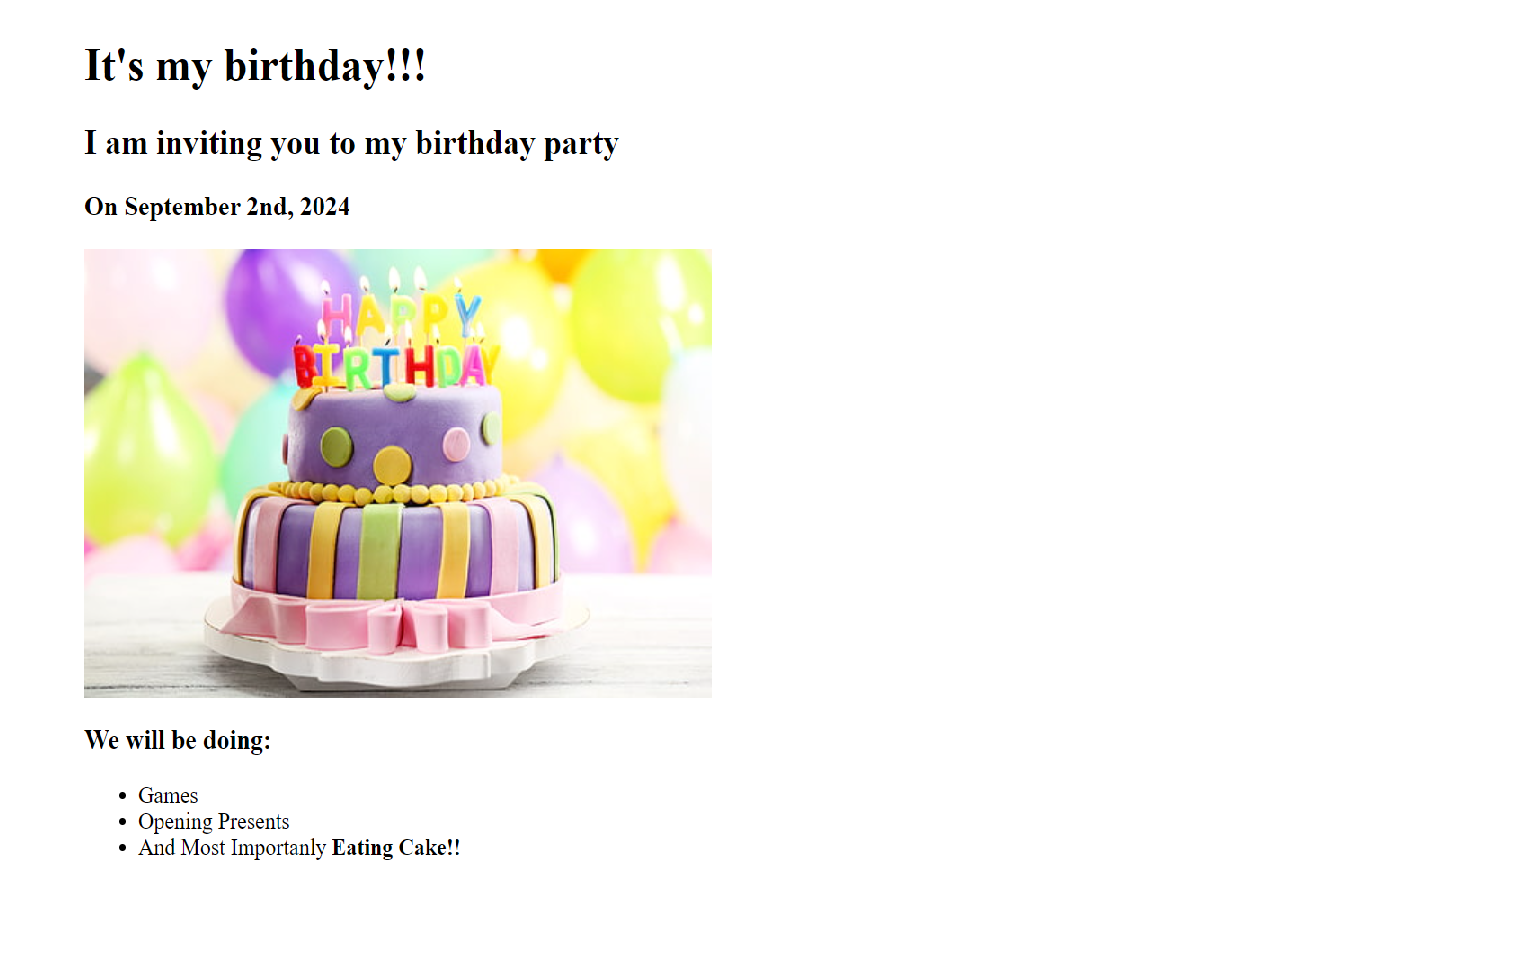 It's my birthday!!!
I am inviting you to my birthday party
On September 2nd, 2024
HAPPY
BIRTHDAY
We will be doing:
Games
Opening Presents
And Most Importanly Eating Cake!!